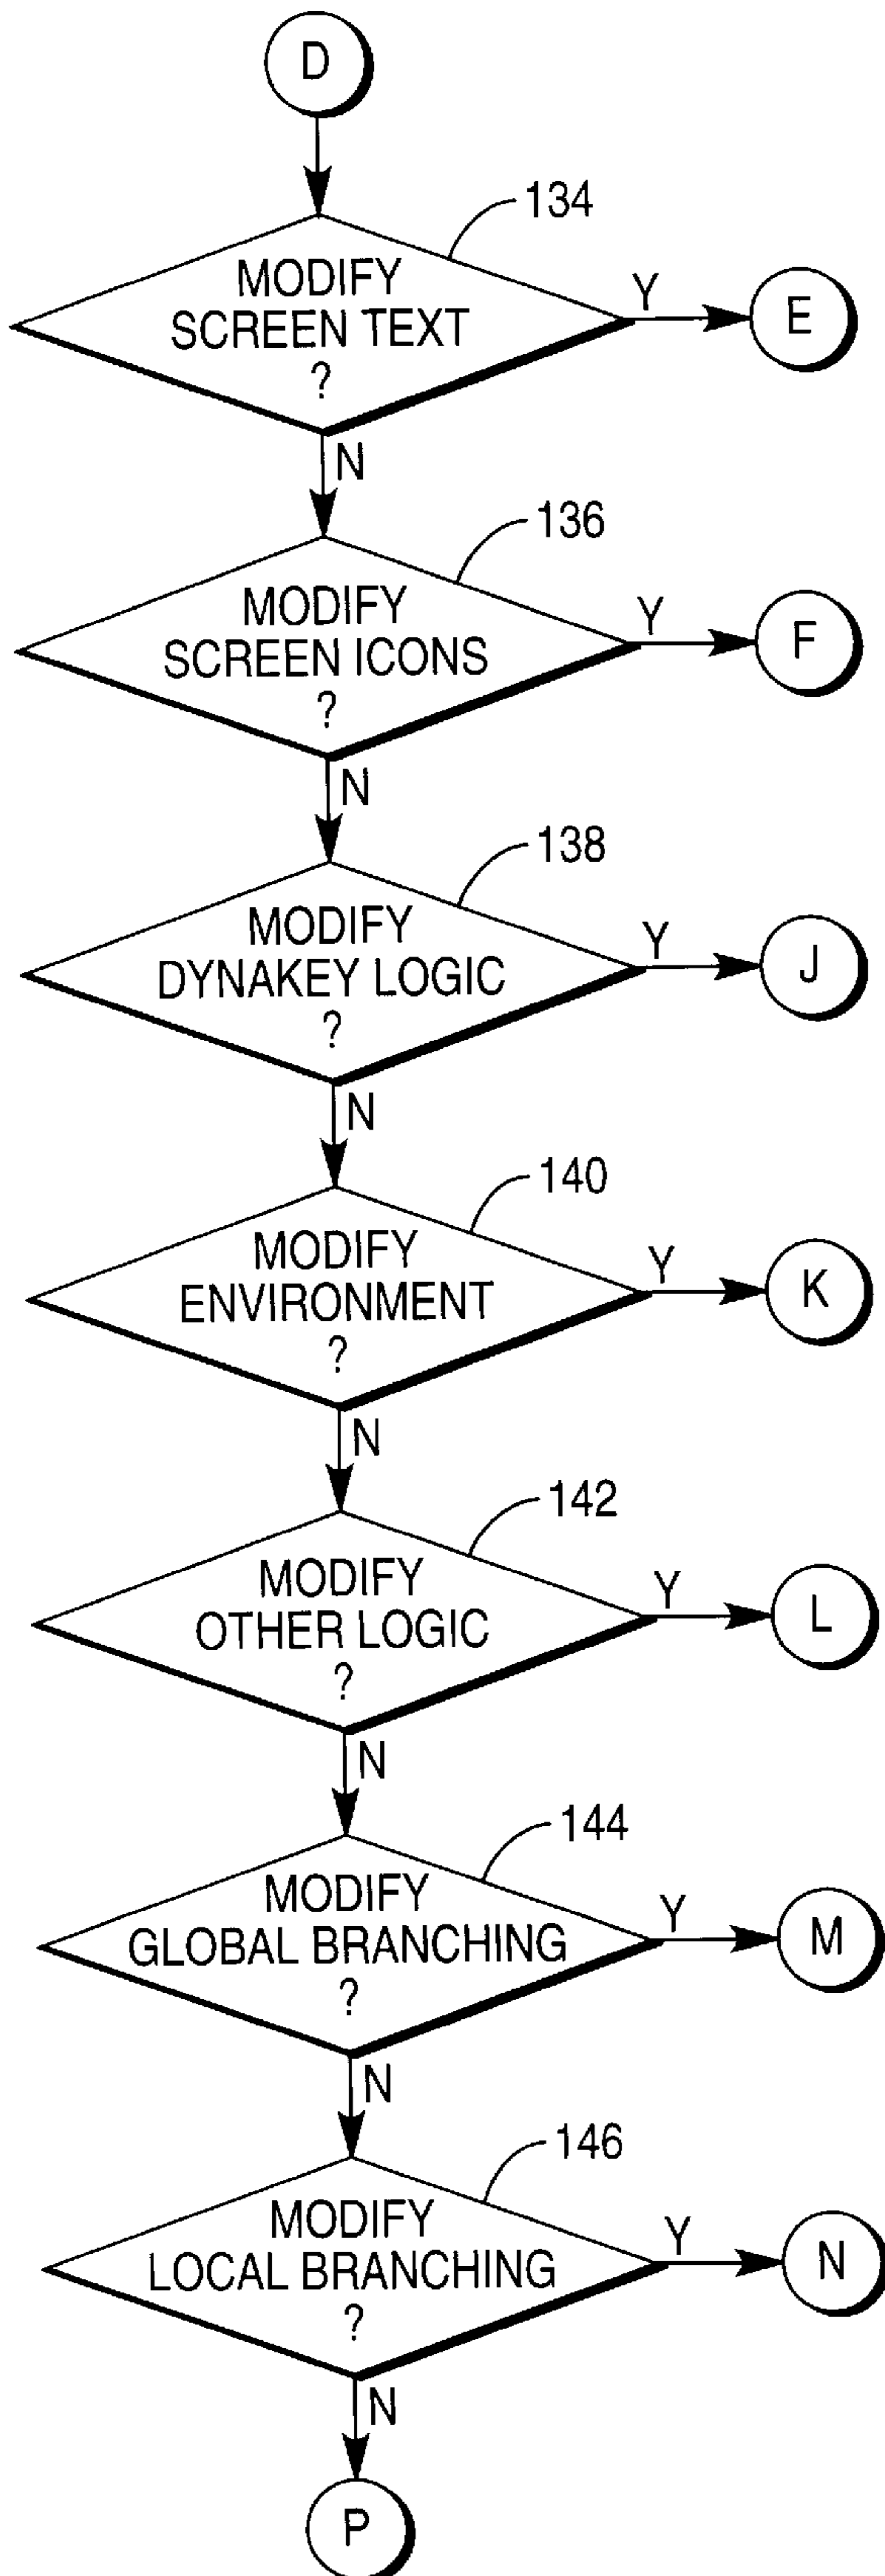 D
134
MODIFY
SCREEN TEXT
?
Y
E
N
136
MODIFY
SCREEN ICONS
?
Y
F
N
138
MODIFY
DYNAKEY LOGIC
?
Y
J
N
140
MODIFY
ENVIRONMENT
?
Y
K
N
142
MODIFY
OTHER LOGIC
?
Y
L
N
144
MODIFY
GLOBAL BRANCHING
?
Y
M
N
146
MODIFY
LOCAL BRANCHING
?
Y
N
N
P